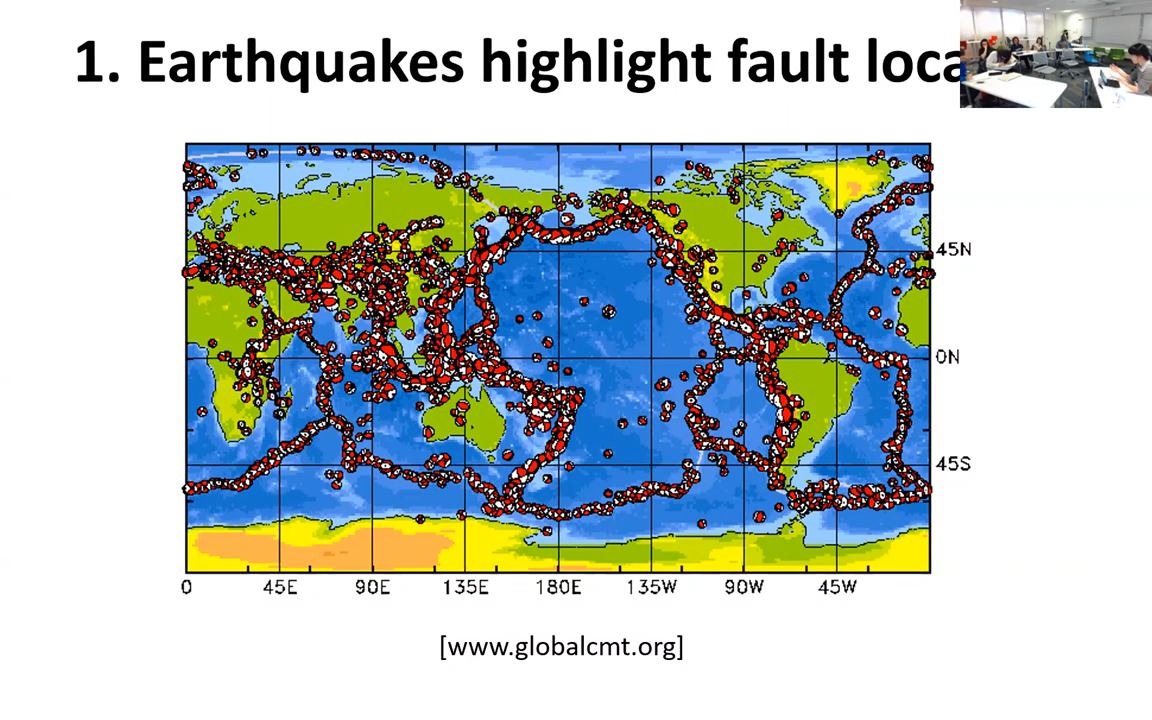 1. Earthquakes highlight fault loca
45N
0N
45S
0 45E 90E 135E 180E 135W 90W 45W
[www.globalcmt.org]